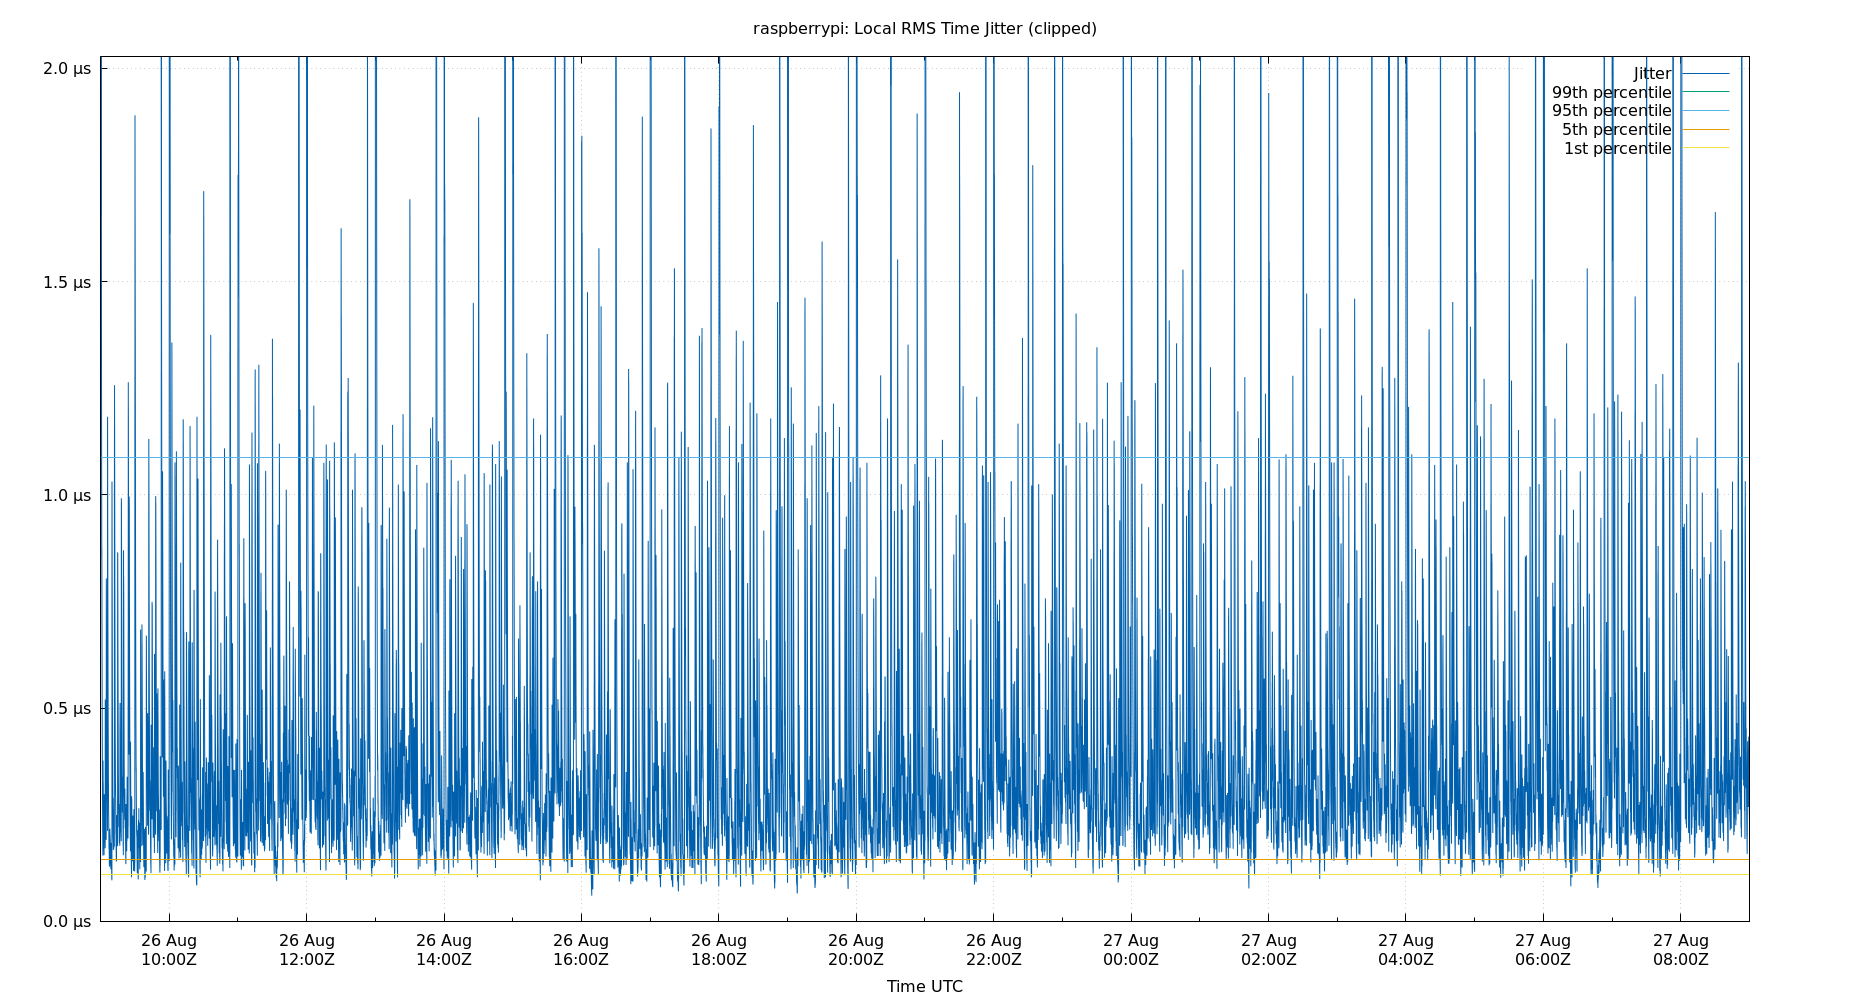 raspberrypi: Local RMS Time Jitter (clipped)
2.0 µs
1.5 µs
1.0 µs
0.5 µs
0.0 µs
Jitter
99th percentile
95th percentile
5th percentile
1st percentile
26 Aug 26 Aug 26 Aug 26 Aug 26 Aug 26 Aug 26 Aug 27 Aug 27 Aug 27 Aug 27 Aug 27 Aug
10:00Z 12:00Z 14:00Z 16:00Z 18:00Z 20:00Z 22:00Z 00:00Z 02:00Z 04:00Z 06:00Z 08:00Z
Time UTC